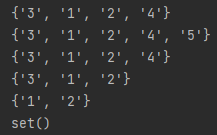 {'3', '1', '2', '4'}
{'3', '1', '2', '4', '5'}
{'3', '1', '2', '4'}
{'3', '1', '2'}
{'1', '2'}
set()